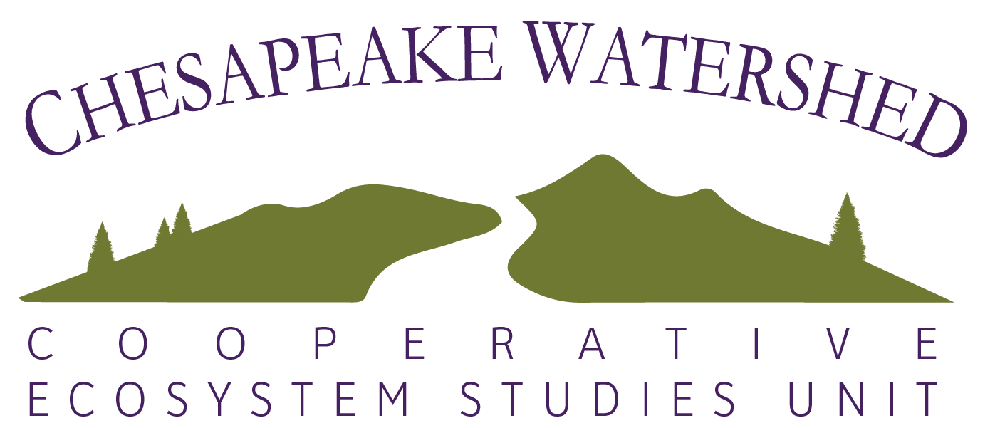 CHESAPEAKE WATERSHED
COOPERATIVE
ECOSYSTEM STUDIES UNIT